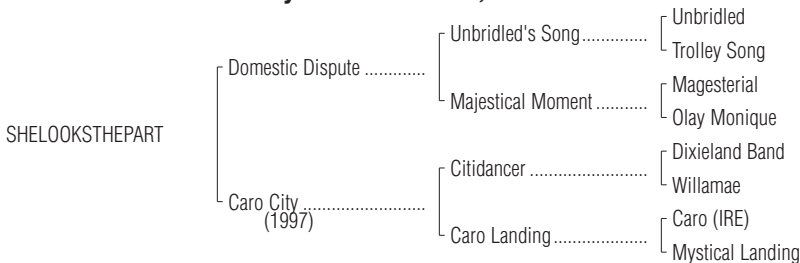 Unbridled
Unbridled's Song..............
Trolley Song
Domestic Dispute .............
Magesterial
Majestical Moment ...........
Olay Monique
SHELOOKSTHEPART
Dixieland Band
Citidancer .........................
Willamae
Caro City ..........................
(1997)
Caro (IRE)
Caro Landing....................
Mystical Landing